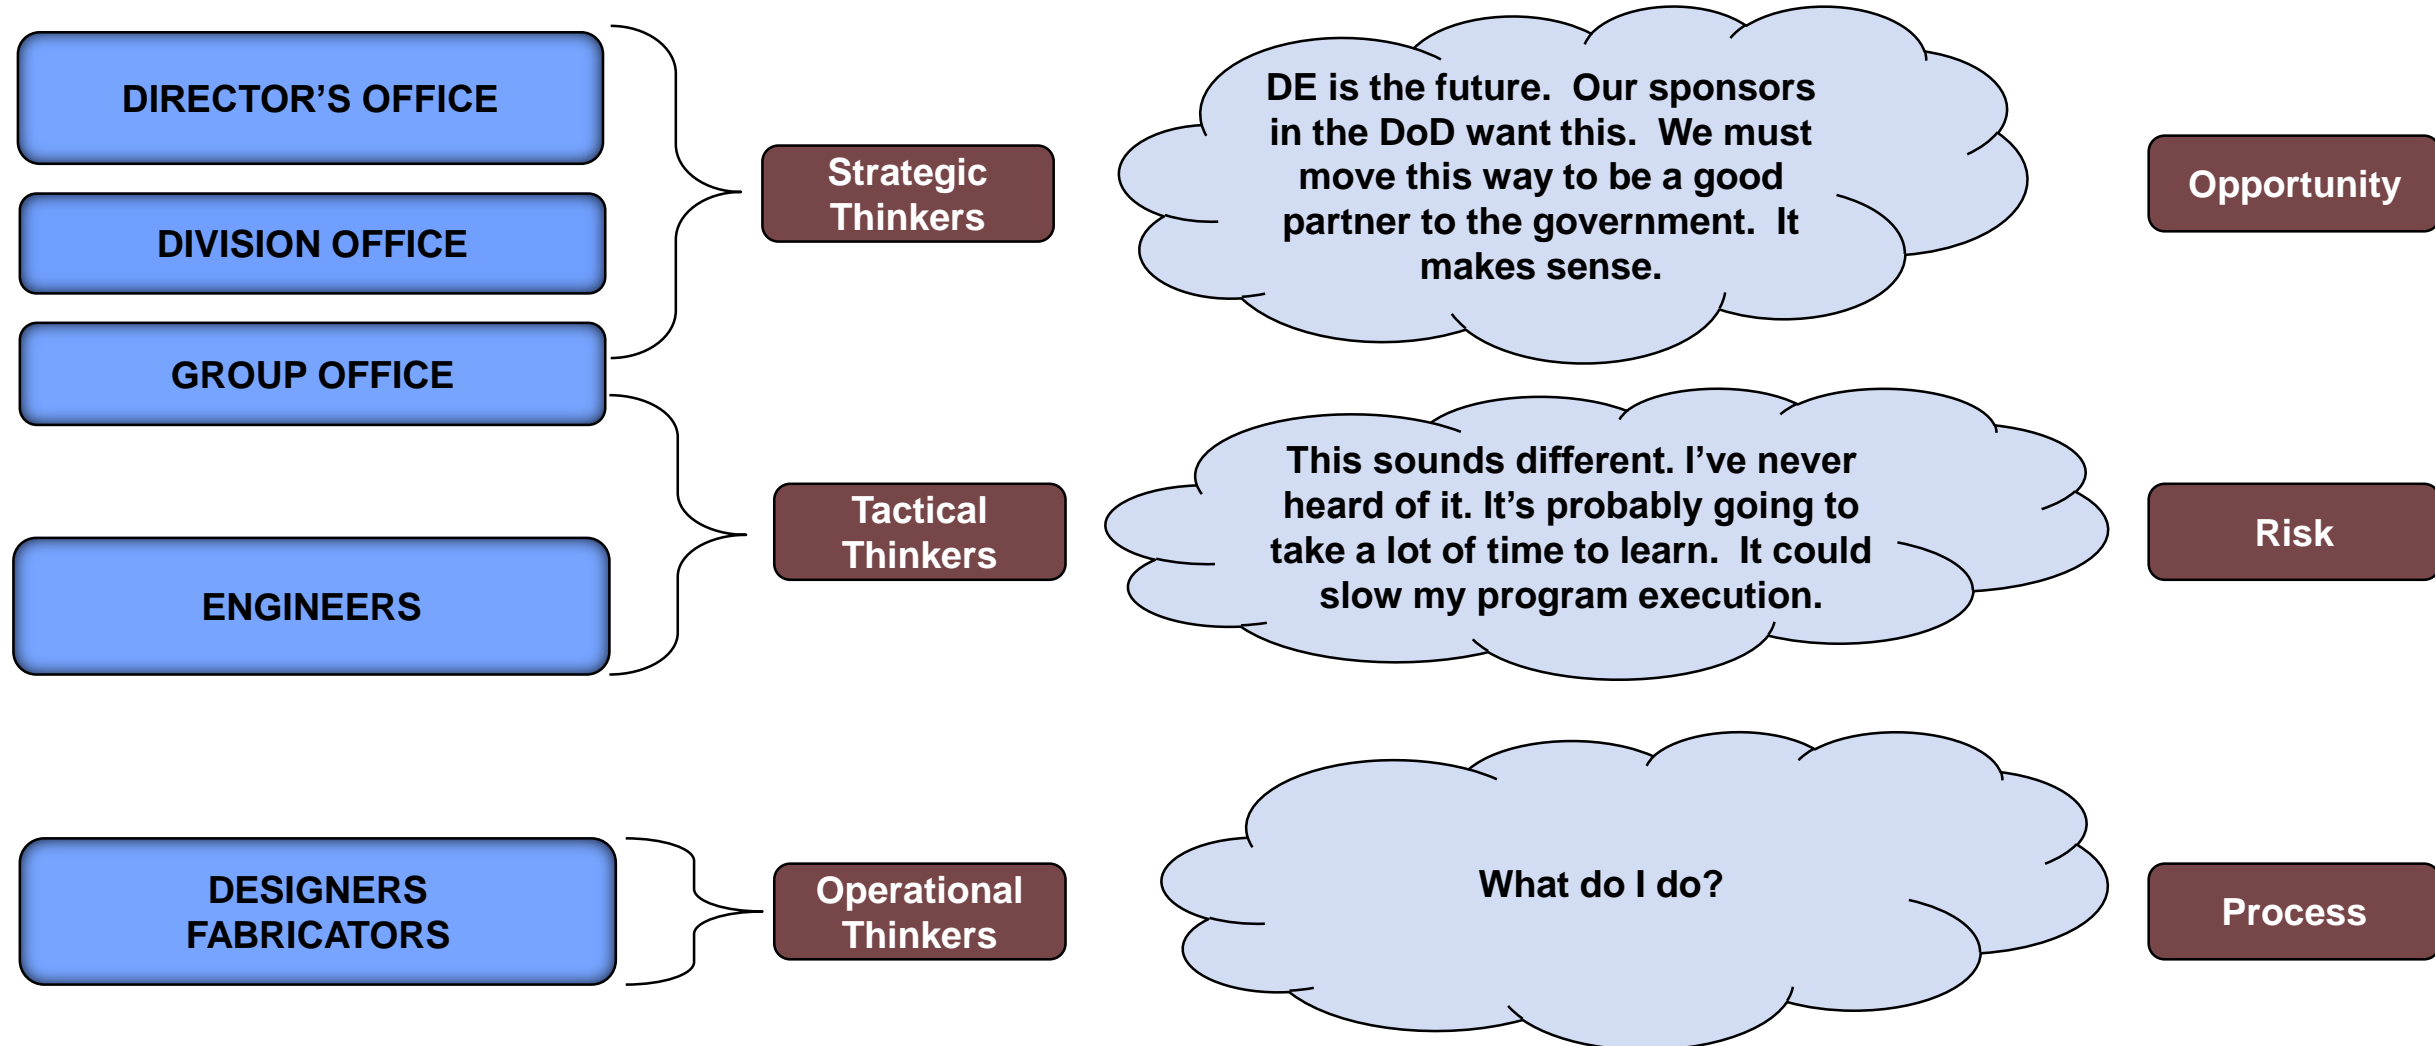 DIRECTOR’S OFFICE
DIVISION OFFICE
GROUP OFFICE
Strategic
Thinkers
DE is the future.  Our sponsors
in the DoD want this.  We must
move this way to be a good
partner to the government.  It
makes sense.
Opportunity
ENGINEERS
Tactical
Thinkers
This sounds different. I’ve never
heard of it. It’s probably going to
take a lot of time to learn.  It could
slow my program execution.
Risk
DESIGNERS
FABRICATORS
Operational
Thinkers
What do I do?
Process